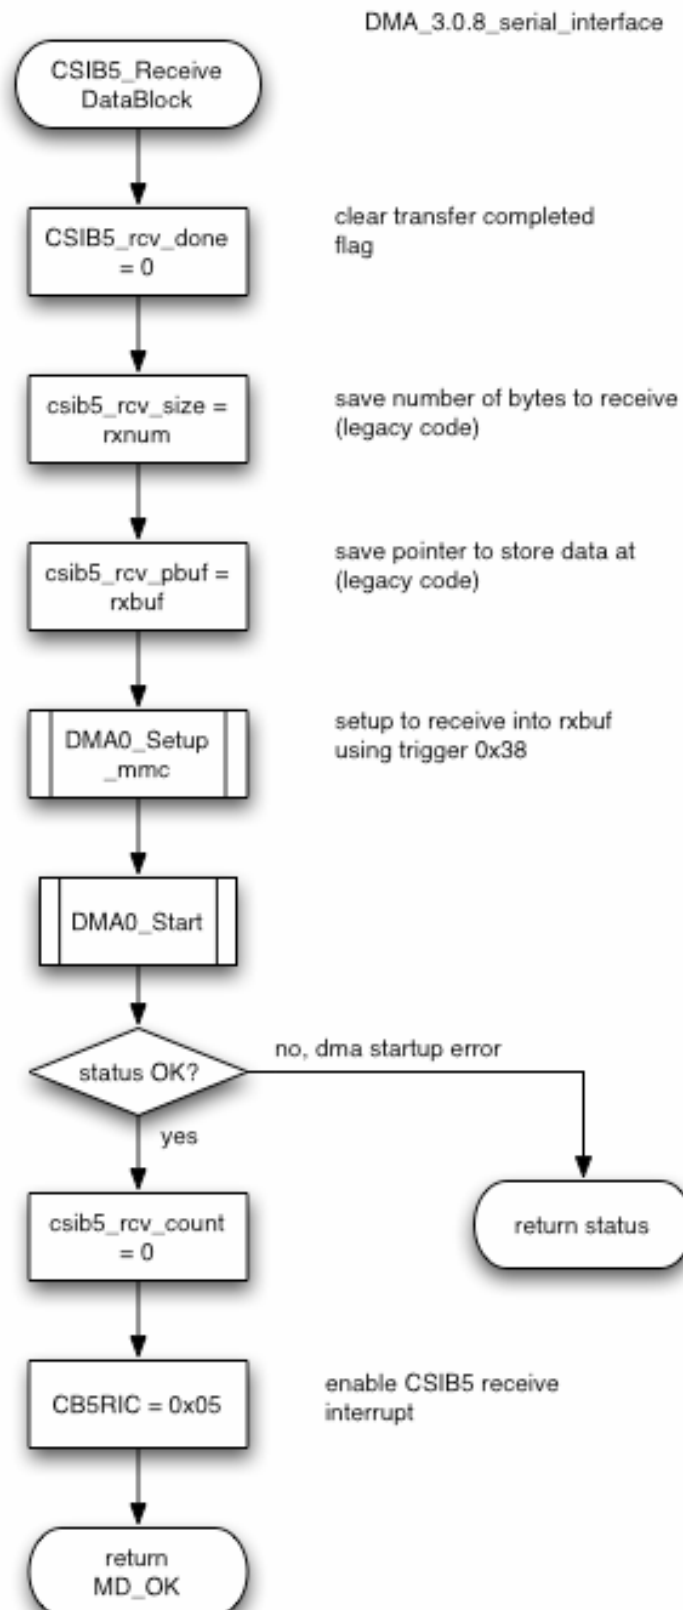 DMA_3.0.8_serial_interface
CSIB5_Receive
DataBlock
CSIB5_rcv_done
= 0
clear transfer completed
flag
csib5_rcv_size =
rxnum
save number of bytes to receive
(legacy code)
csib5_rcv_pbuf =
rxbuf
save pointer to store data at
(legacy code)
DMA0_Setup
_mmc
setup to receive into rxbuf
using trigger 0x38
DMA0_Start
status OK?
no, dma startup error
yes
csib5_rcv_count
= 0
return status
CB5RIC = 0x05
enable CSIB5 receive
interrupt
return
MD_OK